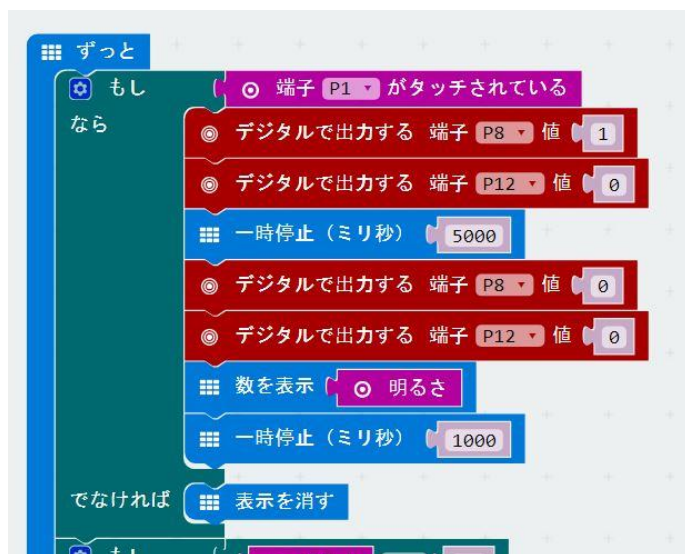 ずっと
もし 端子 P1 がタッチされている
なら
デジタルで出力する 端子 P8 値 1
デジタルで出力する 端子 P12 値 0
一時停止（ミリ秒） 5000
デジタルで出力する 端子 P8 値 0
デジタルで出力する 端子 P12 値 0
数を表示 明るさ
一時停止（ミリ秒） 1000
でなければ 表示を消す
もし